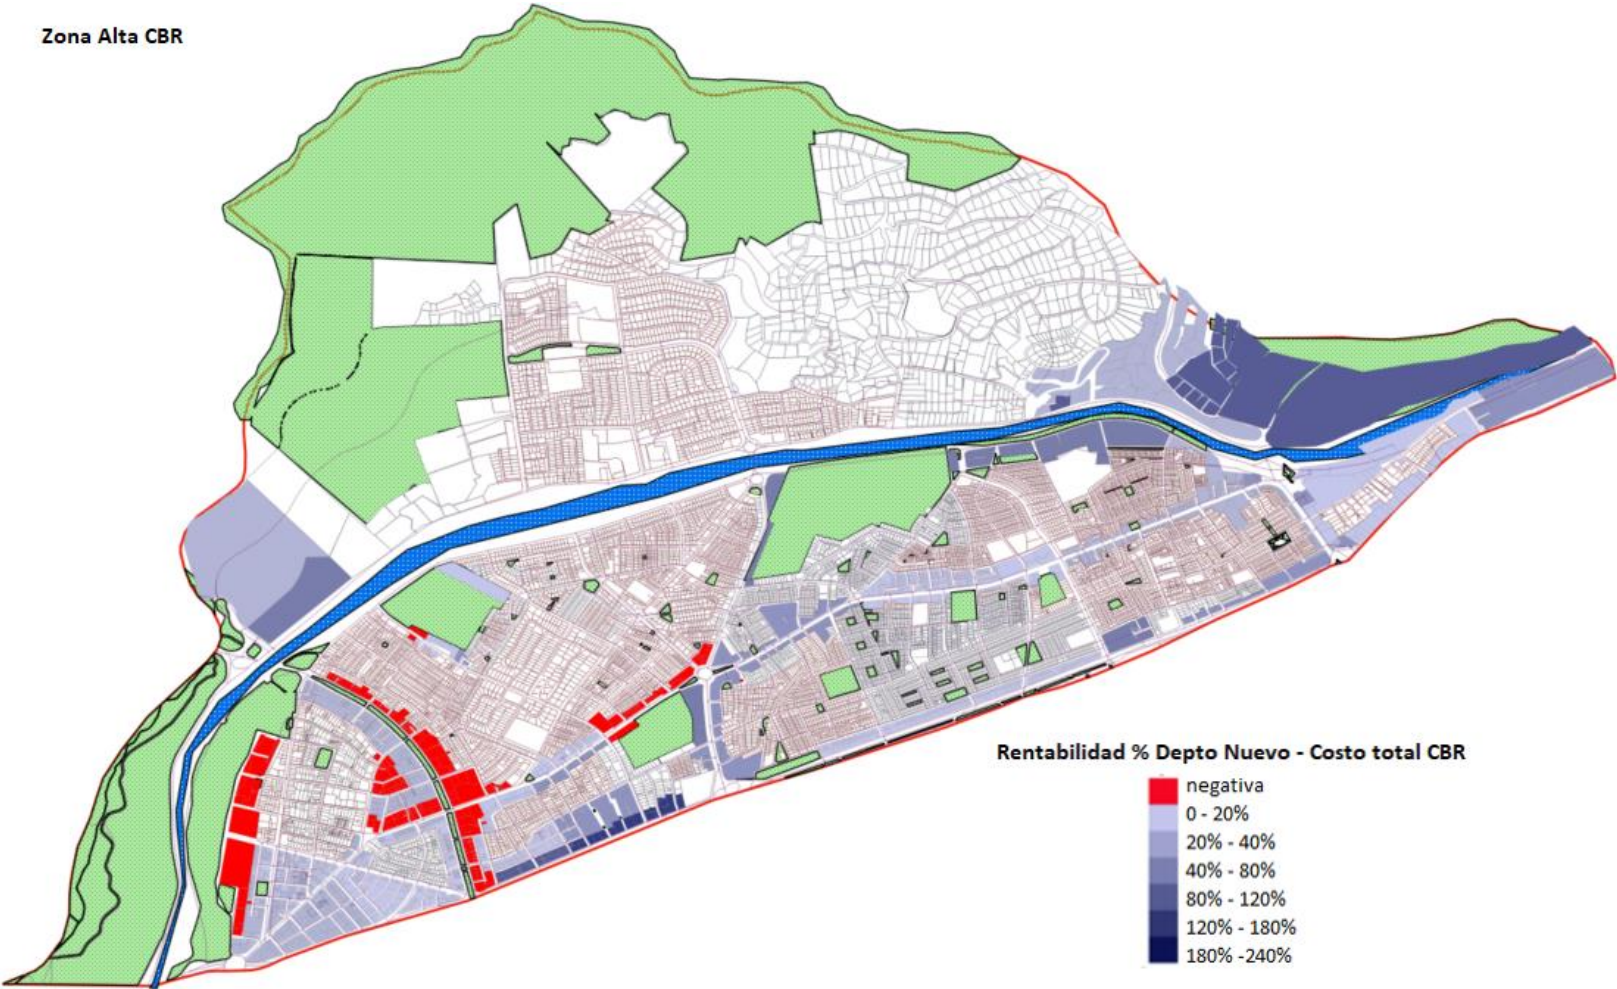 Zona Alta CBR
Rentabilidad % Depto Nuevo - Costo total CBR
negativa
0 - 20%
20% - 40%
40% - 80%
80% - 120%
120% - 180%
180% -240%